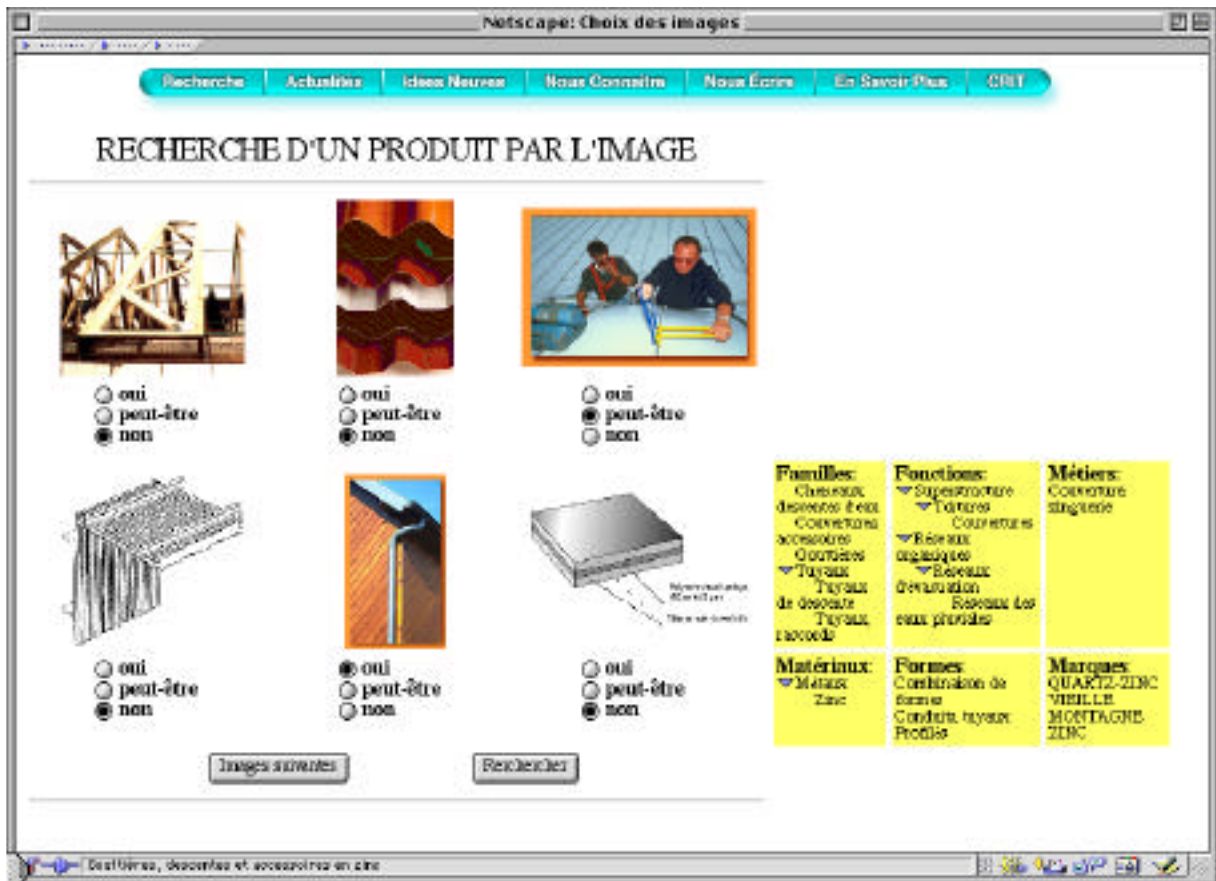 Netscape: Choix des images
Recherche Actualités Idées Neuves Nous Connaître Nous Écrire En Savoir Plus CRIT
RECHERCHE D'UN PRODUIT PAR L'IMAGE
oui
peut-être
non
oui
peut-être
non
oui
peut-être
non
oui
peut-être
non
oui
peut-être
non
oui
peut-être
non
Images suivantes
Rechercher
Familles:
Cheneaux
descentes d'eau
Couvertures
accessoires
Gouttières
Tuyaux
Tuyaux
de descente
Tuyaux,
raccords
Fonctions:
Superstructure
Toitures
Couvertures
Réseaux
organiques
Réseaux
d'évacuation
Réseaux des
eaux pluviales
Métiers:
Couverture
zinguerie
Matériaux:
Métaux
Zinc
Formes
Combinaison de
formes
Conduits tuyaux
Profilés
Marques
QUARTZ-ZINC
VIEILLE
MONTAGNE
ZINC
Gouttières, descentes et accessoires en zinc